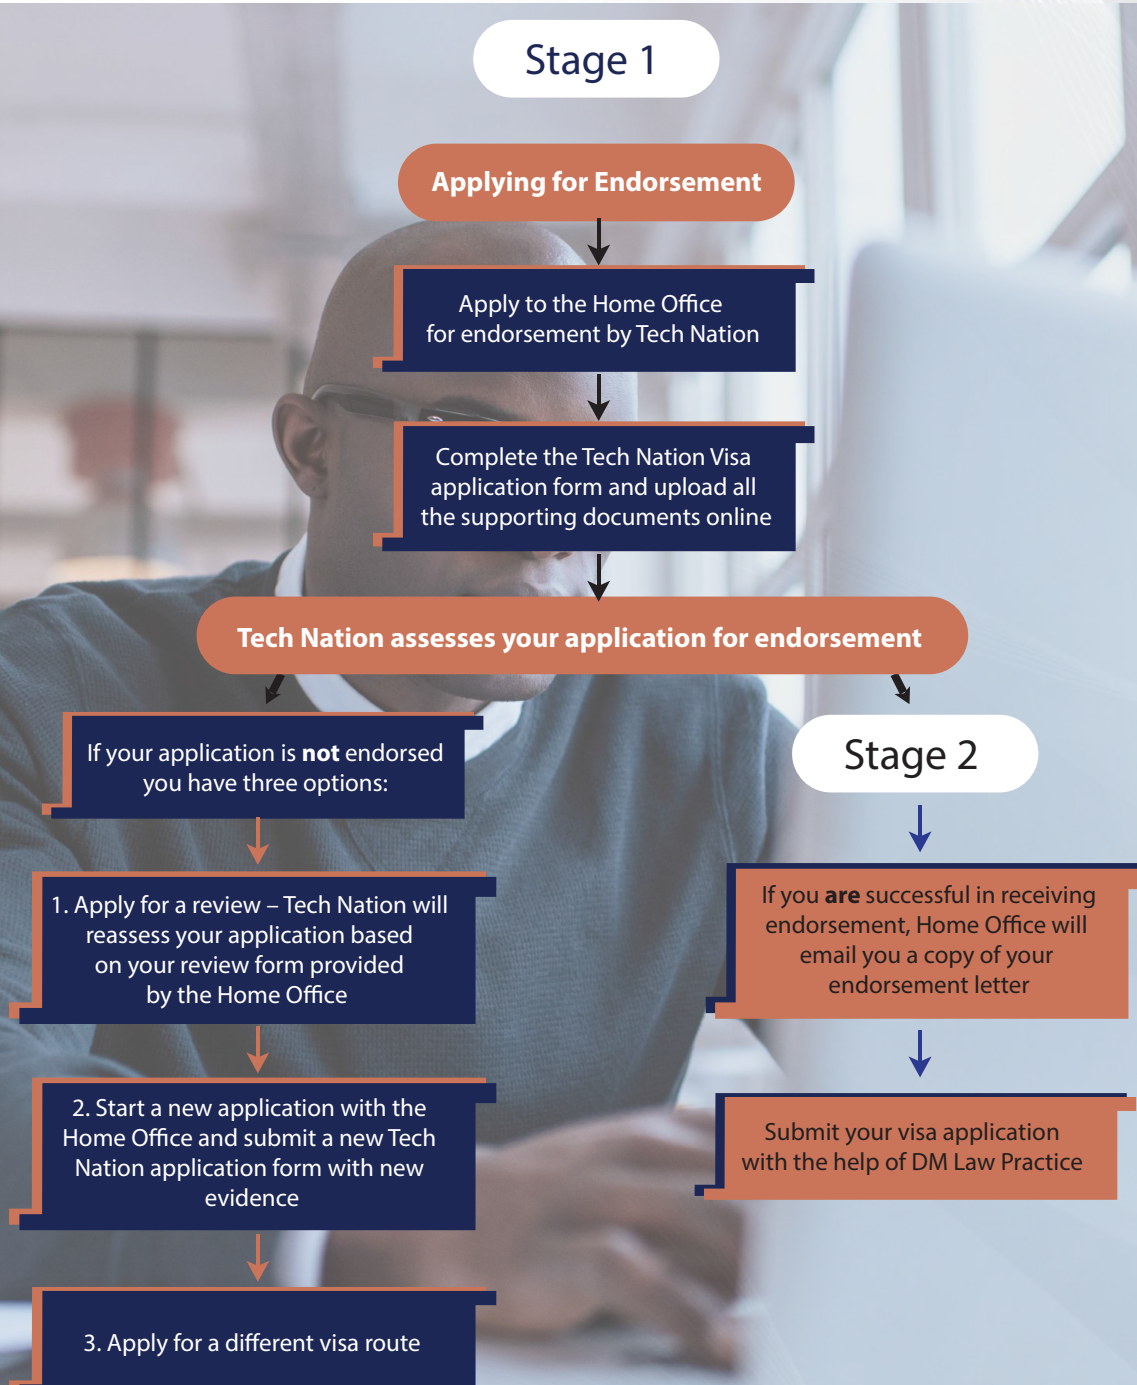 Stage 1
Applying for Endorsement
Apply to the Home Office
for endorsement by Tech Nation
Complete the Tech Nation Visa
application form and upload all
the supporting documents online
Tech Nation assesses your application for endorsement
If your application is not endorsed
you have three options:
1. Apply for a review – Tech Nation will
reassess your application based
on your review form provided
by the Home Office
2. Start a new application with the
Home Office and submit a new Tech
Nation application form with new
evidence
3. Apply for a different visa route
Stage 2
If you are successful in receiving
endorsement, Home Office will
email you a copy of your
endorsement letter
Submit your visa application
with the help of DM Law Practice